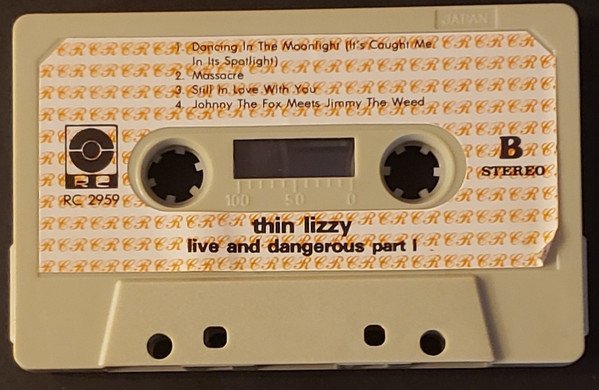 JAPAN
1. Dancing In The Moonlight (It's Caught Me
In Its Spotlight)
2. Massacre
3. Still In Love With You
4. Johnny The Fox Meets Jimmy The Weed
B
STEREO
RC
RC 2959
100 50 0
thin lizzy
live and dangerous part I